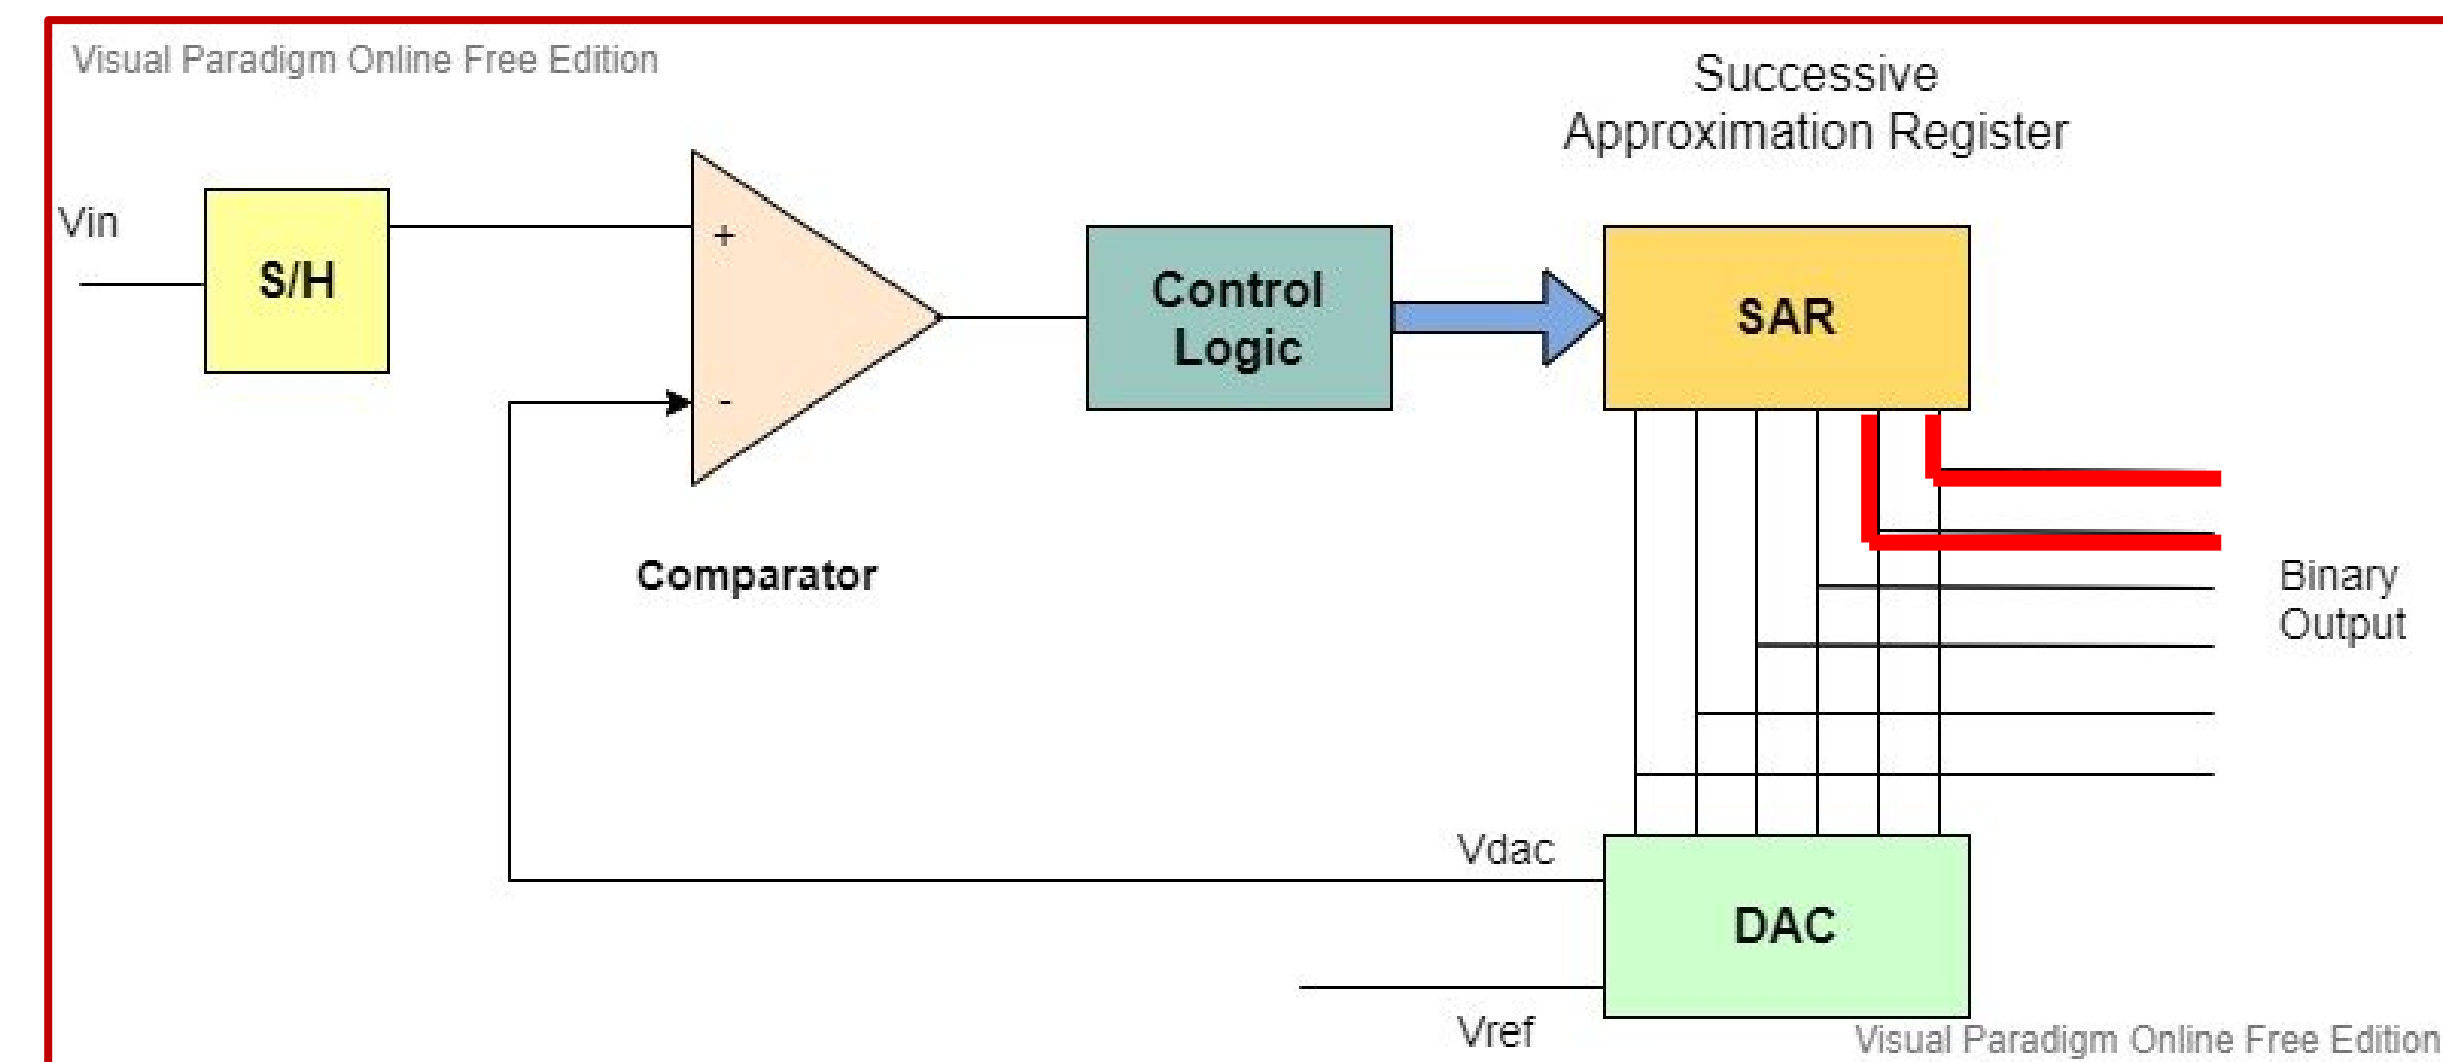 Visual Paradigm Online Free Edition
Successive
Approximation Register
Vin
S/H
+
-
Control
Logic
SAR
Comparator
Binary
Output
Vdac
DAC
Vref
Visual Paradigm Online Free Edition